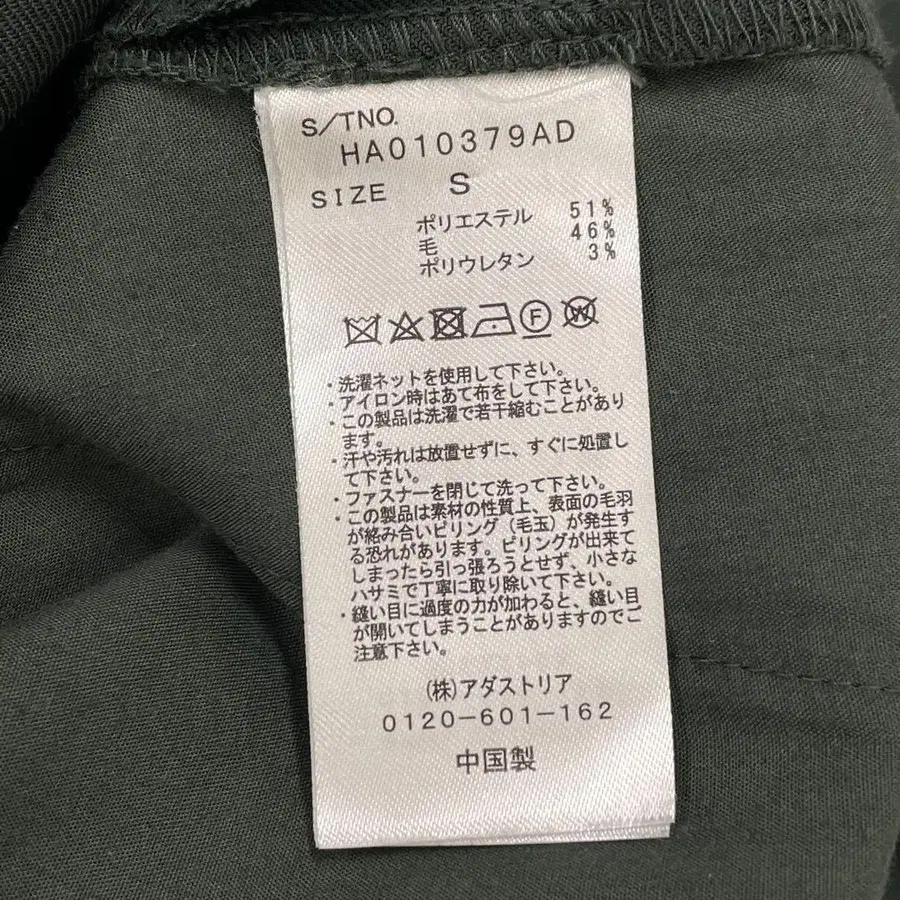 S/TNO.
HA010379AD
SIZE S
ポリエステル 51%
毛 46%
ポリウレタン 3%
F W
・洗濯ネットを使用して下さい。
・アイロン時はあて布をして下さい。
・この製品は洗濯で若干縮むことがあり
ます。
・汗や汚れは放置せずに、すぐに処置し
て下さい。
・ファスナーを閉じて洗って下さい。
・この製品は素材の性質上、表面の毛羽
が絡み合いピリング(毛玉)が発生す
る恐れがあります。ピリングが出来て
しまったら引っ張ろうとせず、小さな
ハサミで丁寧に取り除いて下さい。
・縫い目に過度の力が加わると、縫い目
が開いてしまうことがありますのでご
注意下さい。
(株)アダストリア
0120-601-162
中国製